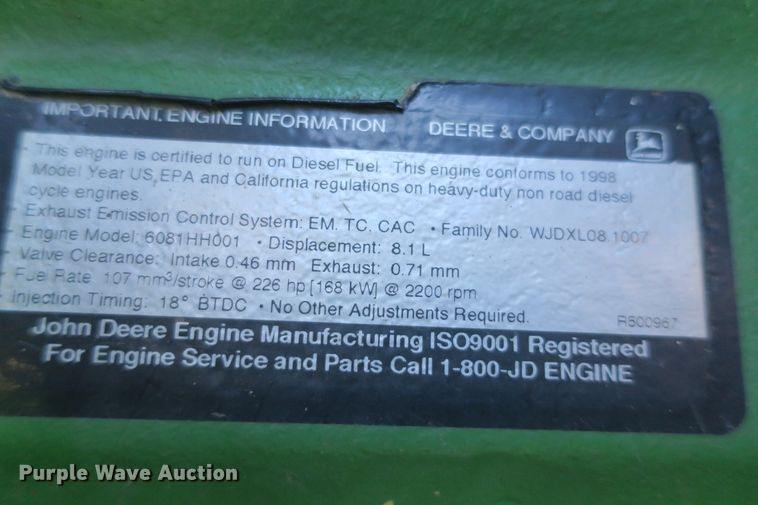 IMPORTANT ENGINE INFORMATION DEERE & COMPANY
• This engine is certified to run on Diesel Fuel. This engine conforms to 1998
Model Year US EPA and California regulations on heavy-duty non road diesel
cycle engines.
• Exhaust Emission Control System: EM, TC, CAC • Family No. WJDXL08.1007
• Engine Model: 6081HH001 • Displacement: 8.1 L
• Valve Clearance: Intake 0.46 mm Exhaust: 0.71 mm
• Fuel Rate: 107 mm³/stroke @ 226 hp [168 kW] @ 2200 rpm
• Injection Timing: 18° BTDC • No Other Adjustments Required. R500967
John Deere Engine Manufacturing ISO9001 Registered
For Engine Service and Parts Call 1-800-JD ENGINE
Purple Wave Auction